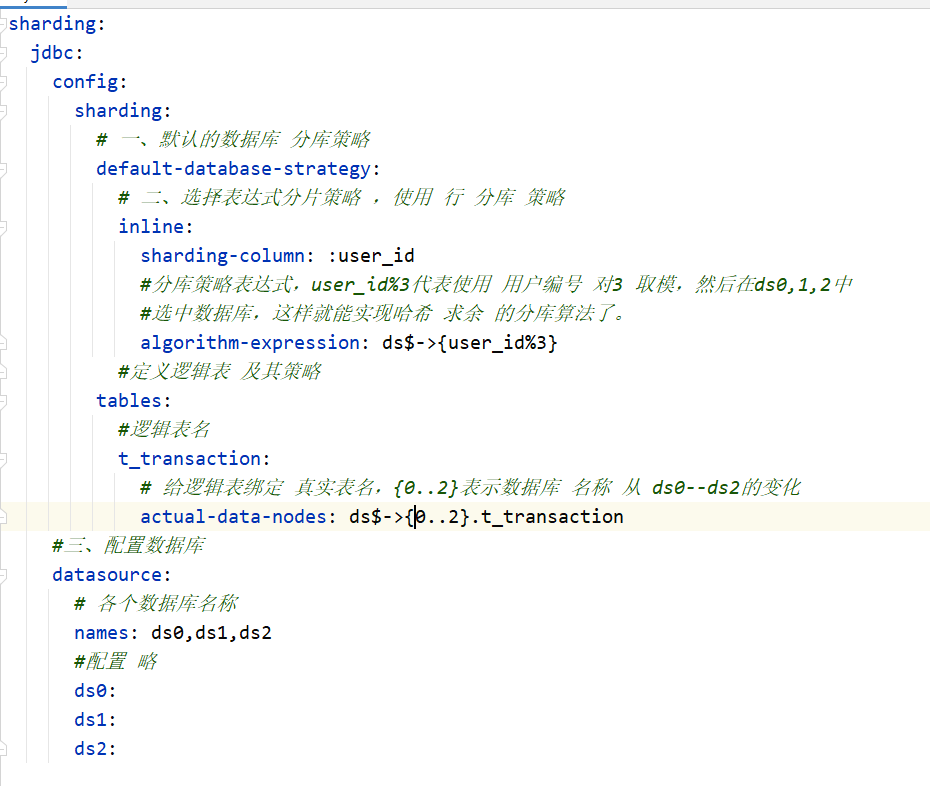 sharding:
  jdbc:
    config:
      sharding:
        # 一、默认的数据库 分库策略
        default-database-strategy:
          # 二、选择表达式分片策略 ，使用 行 分库 策略
          inline:
            sharding-column: :user_id
            #分库策略表达式，user_id%3代表使用 用户编号 对3 取模，然后在ds0,1,2中
            #选中数据库，这样就能实现哈希 求余 的分库算法了。
            algorithm-expression: ds$->{user_id%3}
          #定义逻辑表 及其策略
        tables:
          #逻辑表名
          t_transaction:
            # 给逻辑表绑定 真实表名，{0..2}表示数据库 名称 从 ds0--ds2的变化
            actual-data-nodes: ds$->{0..2}.t_transaction
    #三、配置数据库
    datasource:
      # 各个数据库名称
      names: ds0,ds1,ds2
      #配置 略
      ds0:
      ds1:
      ds2: